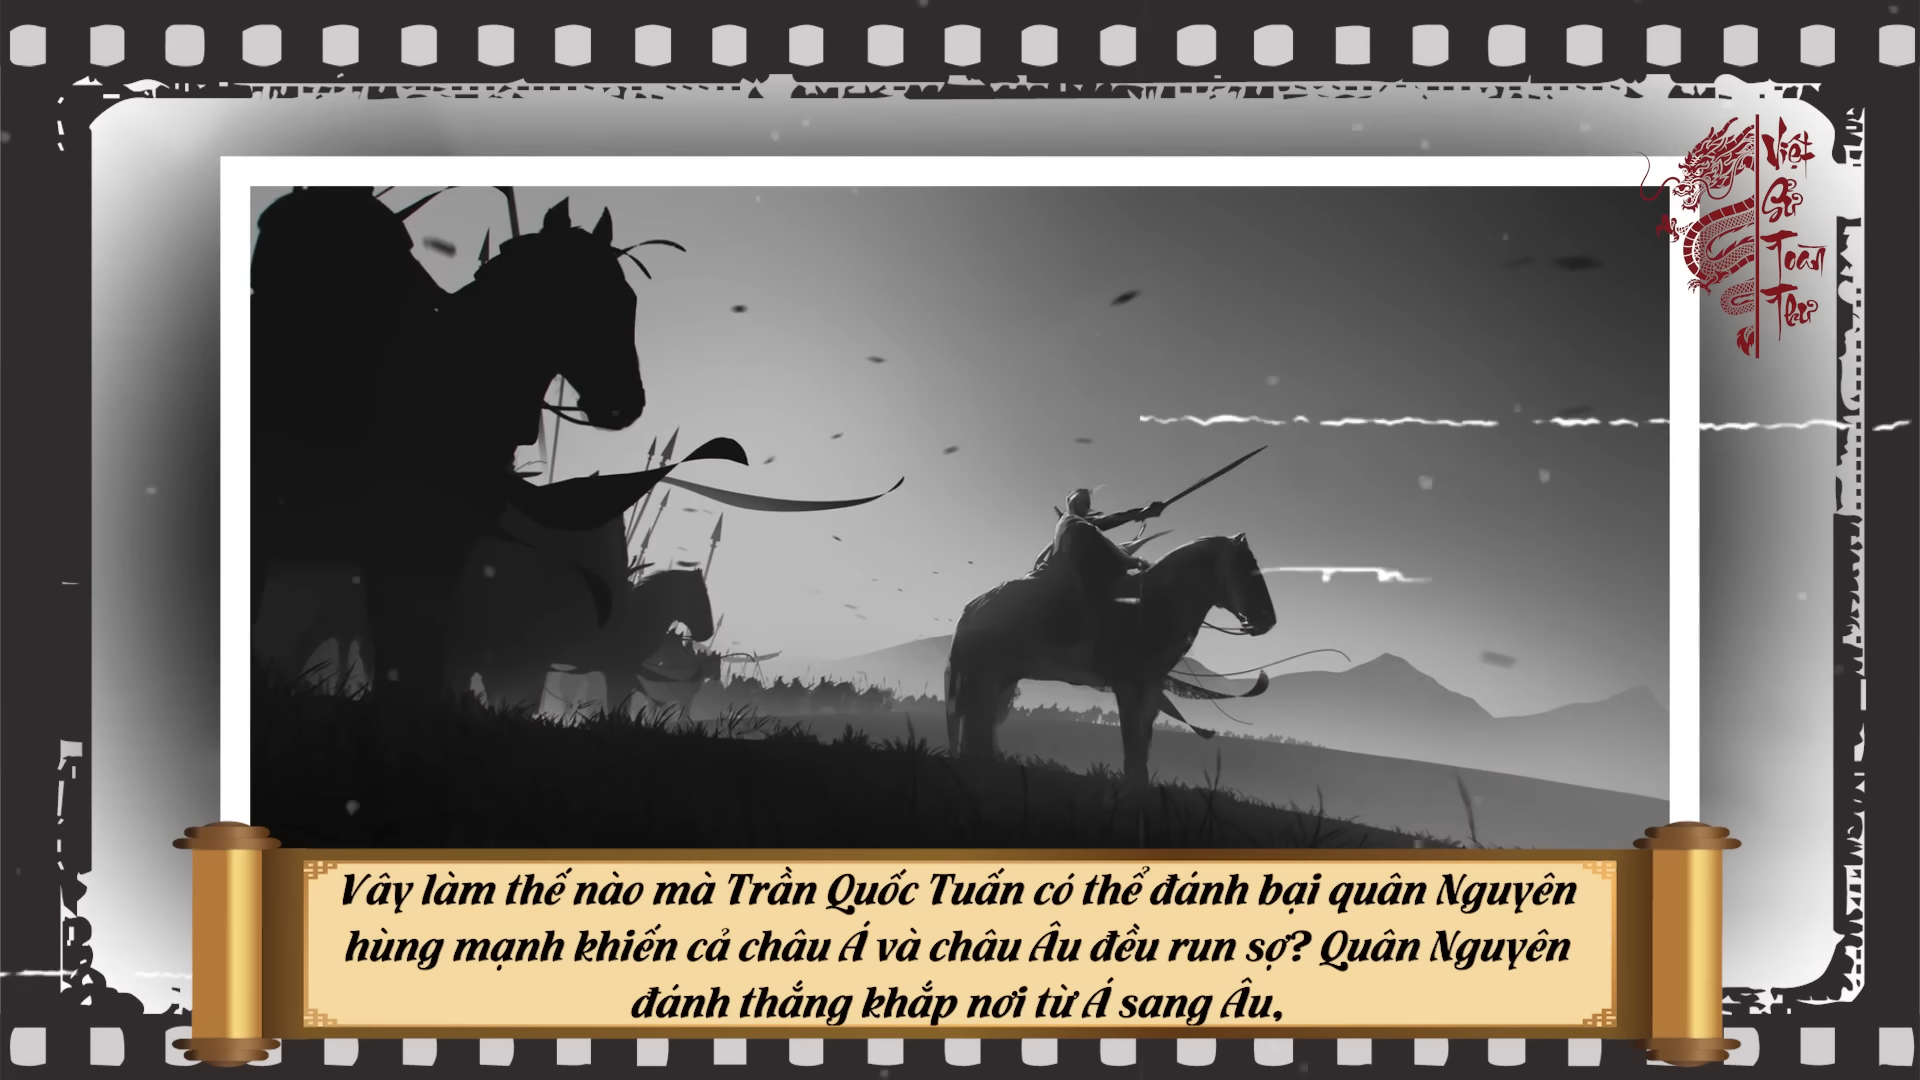 Việt
Sử
Toàn
Thư
Vây làm thế nào mà Trần Quốc Tuấn có thể đánh bại quân Nguyên
hùng mạnh khiến cả châu Á và châu Âu đều run sợ? Quân Nguyên
đánh thắng khắp nơi từ Á sang Âu,